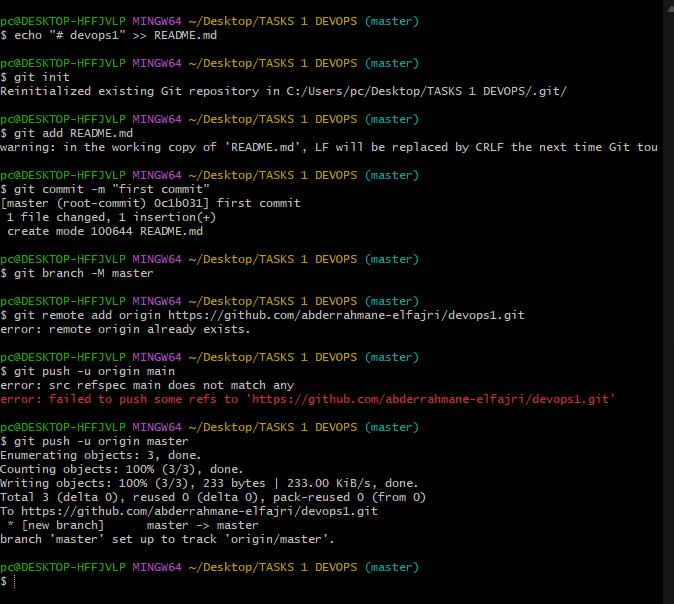 pc@DESKTOP-HFFJVLP MINGW64 ~/Desktop/TASKS 1 DEVOPS (master)
$ echo "# devops1" >> README.md
pc@DESKTOP-HFFJVLP MINGW64 ~/Desktop/TASKS 1 DEVOPS (master)
$ git init
Reinitialized existing Git repository in C:/Users/pc/Desktop/TASKS 1 DEVOPS/.git/
pc@DESKTOP-HFFJVLP MINGW64 ~/Desktop/TASKS 1 DEVOPS (master)
$ git add README.md
warning: in the working copy of 'README.md', LF will be replaced by CRLF the next time Git tou
pc@DESKTOP-HFFJVLP MINGW64 ~/Desktop/TASKS 1 DEVOPS (master)
$ git commit -m "first commit"
[master (root-commit) 0c1b031] first commit
 1 file changed, 1 insertion(+)
 create mode 100644 README.md
pc@DESKTOP-HFFJVLP MINGW64 ~/Desktop/TASKS 1 DEVOPS (master)
$ git branch -M master
pc@DESKTOP-HFFJVLP MINGW64 ~/Desktop/TASKS 1 DEVOPS (master)
$ git remote add origin https://github.com/abderrahmane-elfajri/devops1.git
error: remote origin already exists.
pc@DESKTOP-HFFJVLP MINGW64 ~/Desktop/TASKS 1 DEVOPS (master)
$ git push -u origin main
error: src refspec main does not match any
error: failed to push some refs to 'https://github.com/abderrahmane-elfajri/devops1.git'
pc@DESKTOP-HFFJVLP MINGW64 ~/Desktop/TASKS 1 DEVOPS (master)
$ git push -u origin master
Enumerating objects: 3, done.
Counting objects: 100% (3/3), done.
Writing objects: 100% (3/3), 233 bytes | 233.00 KiB/s, done.
Total 3 (delta 0), reused 0 (delta 0), pack-reused 0 (from 0)
To https://github.com/abderrahmane-elfajri/devops1.git
 * [new branch]      master -> master
branch 'master' set up to track 'origin/master'.
pc@DESKTOP-HFFJVLP MINGW64 ~/Desktop/TASKS 1 DEVOPS (master)
$